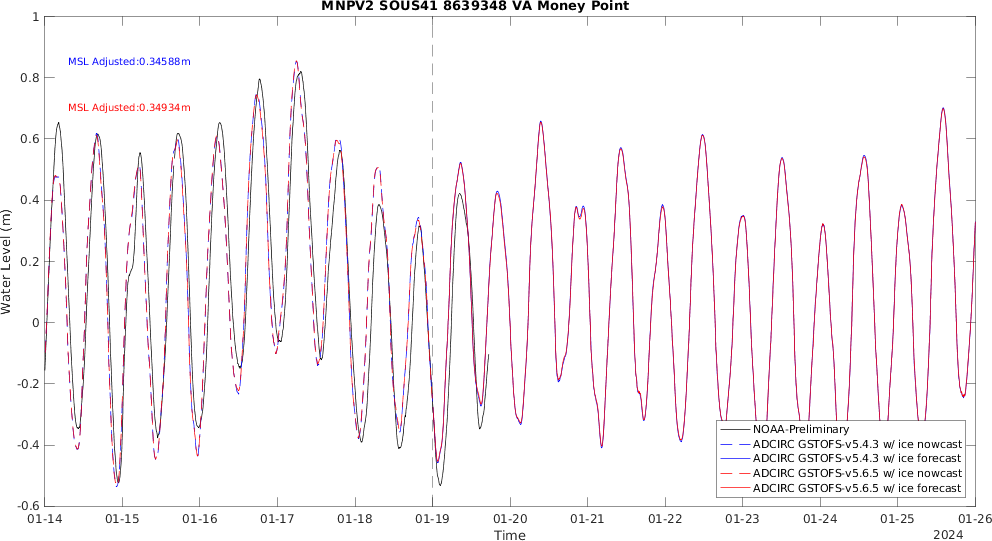 MNPV2 SOUS41 8639348 VA Money Point
1
0.8
0.6
0.4
0.2
0
-0.2
-0.4
-0.6
Water Level (m)
MSL Adjusted:0.34588m
MSL Adjusted:0.34934m
NOAA-Preliminary
ADCIRC GSTOFS-v5.4.3 w/ ice nowcast
ADCIRC GSTOFS-v5.4.3 w/ ice forecast
ADCIRC GSTOFS-v5.6.5 w/ ice nowcast
ADCIRC GSTOFS-v5.6.5 w/ ice forecast
01-14 01-15 01-16 01-17 01-18 01-19 01-20 01-21 01-22 01-23 01-24 01-25 01-26
Time
2024